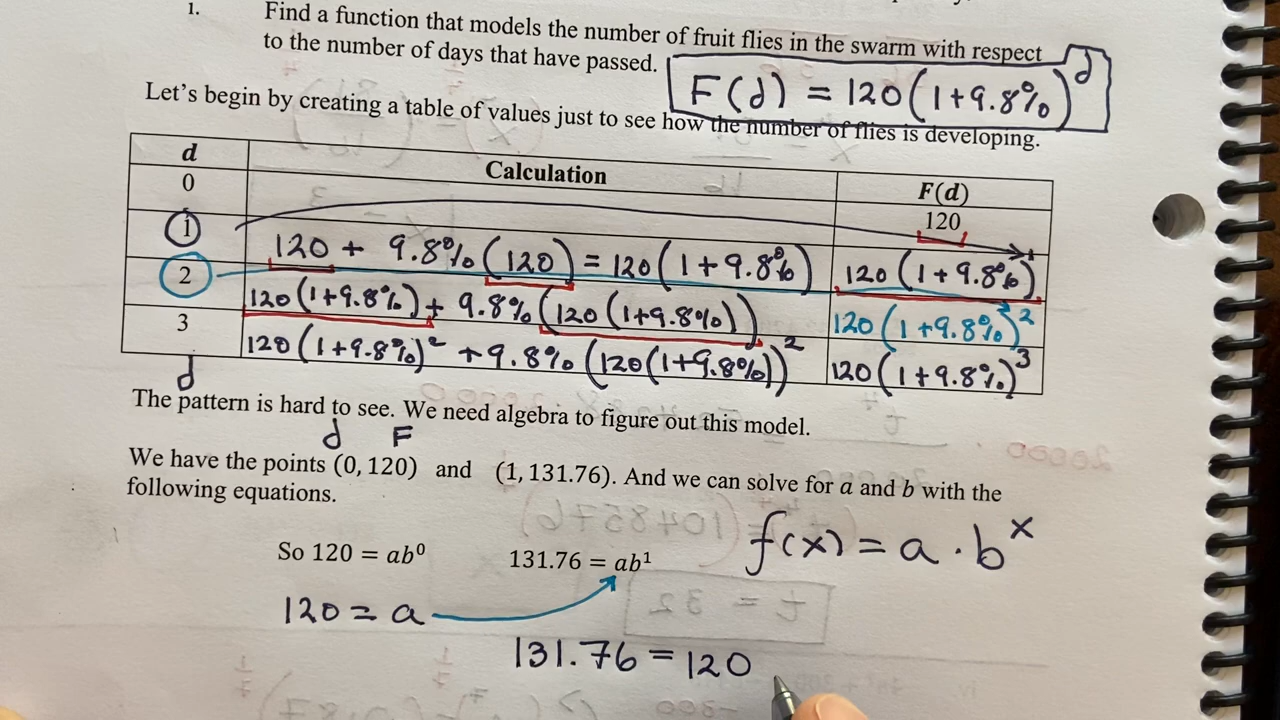 1. Find a function that models the number of fruit flies in the swarm with respect
to the number of days that have passed.
F(d) = 120(1+9.8%)^d
Let's begin by creating a table of values just to see how the number of flies is developing.
d Calculation F(d)
0 120
1 120 + 9.8%(120) = 120(1+9.8%) 120(1+9.8%)
2 120(1+9.8%) + 9.8%(120(1+9.8%)) 120(1+9.8%)^2
3 120(1+9.8%)^2 + 9.8%(120(1+9.8%))^2 120(1+9.8%)^3
d
The pattern is hard to see. We need algebra to figure out this model.
d F
We have the points (0, 120) and (1, 131.76). And we can solve for a and b with the
following equations.
f(x) = a · b^x
So 120 = ab^0 131.76 = ab^1
120 = a
131.76 = 120